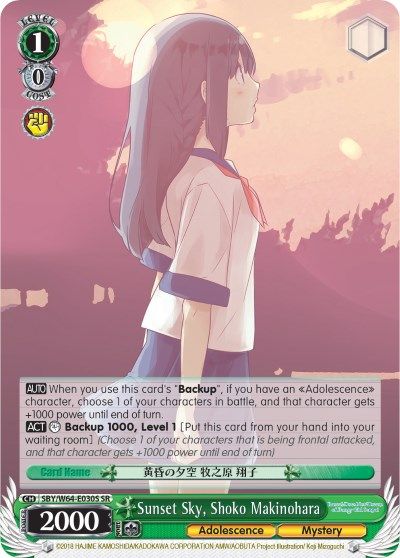 LEVEL
1
0
COST
AUTO When you use this card's "Backup", if you have an «Adolescence»
character, choose 1 of your characters in battle, and that character gets
+1000 power until end of turn.
ACT Backup 1000, Level 1 [Put this card from your hand into your
waiting room] (Choose 1 of your characters that is being frontal attacked,
and that character gets +1000 power until end of turn)
Card Name 黄昏の夕空 牧之原 翔子
CH SBY/W64-E030S SR
Sunset Sky, Shoko Makinohara
POWER 2000
Adolescence Mystery
©2018 HAJIME KAMOSHIDA/KADOKAWA CORPORATION AMW/AOBUTA Project Illustration/ Keji Mizoguchi